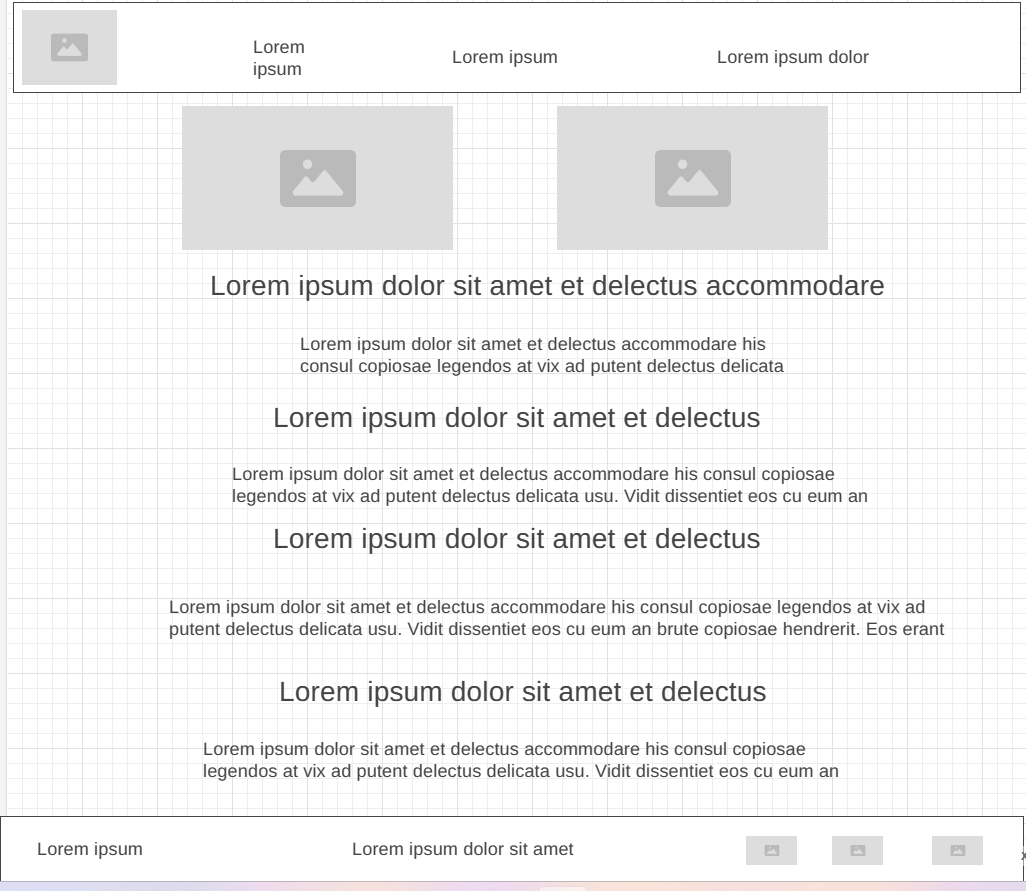 Lorem
ipsum
Lorem ipsum
Lorem ipsum dolor
Lorem ipsum dolor sit amet et delectus accommodare
Lorem ipsum dolor sit amet et delectus accommodare his
consul copiosae legendos at vix ad putent delectus delicata
Lorem ipsum dolor sit amet et delectus
Lorem ipsum dolor sit amet et delectus accommodare his consul copiosae
legendos at vix ad putent delectus delicata usu. Vidit dissentiet eos cu eum an
Lorem ipsum dolor sit amet et delectus
Lorem ipsum dolor sit amet et delectus accommodare his consul copiosae legendos at vix ad
putent delectus delicata usu. Vidit dissentiet eos cu eum an brute copiosae hendrerit. Eos erant
Lorem ipsum dolor sit amet et delectus
Lorem ipsum dolor sit amet et delectus accommodare his consul copiosae
legendos at vix ad putent delectus delicata usu. Vidit dissentiet eos cu eum an
Lorem ipsum
Lorem ipsum dolor sit amet